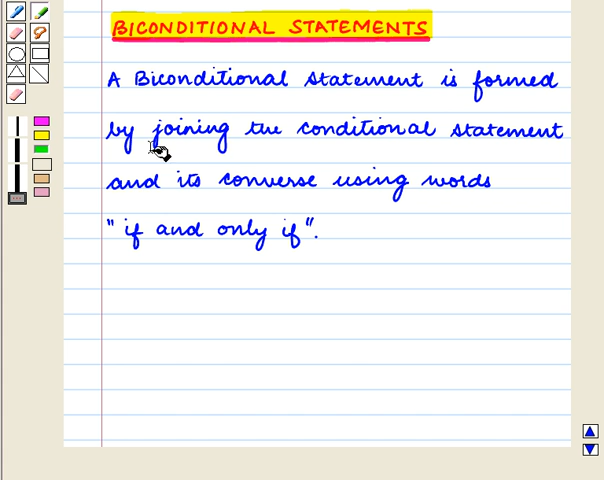 BICONDITIONAL STATEMENTS
A Biconditional statement is formed
by joining the conditional statement
and its converse using words
"if and only if".